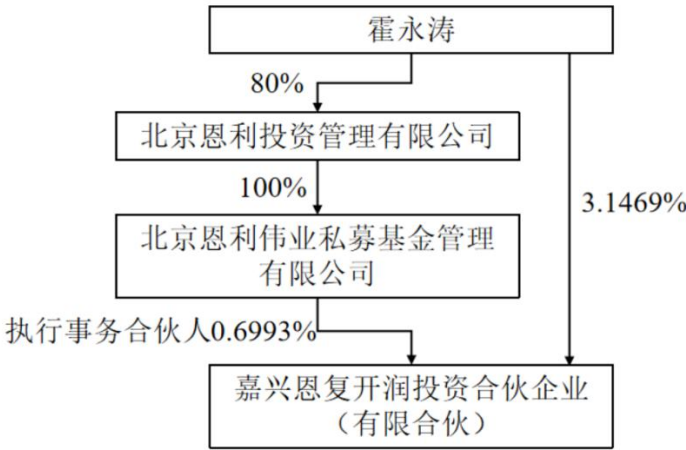 霍永涛
80%
北京恩利投资管理有限公司
100%
3.1469%
北京恩利伟业私募基金管理
有限公司
执行事务合伙人0.6993%
嘉兴恩复开润投资合伙企业
（有限合伙）